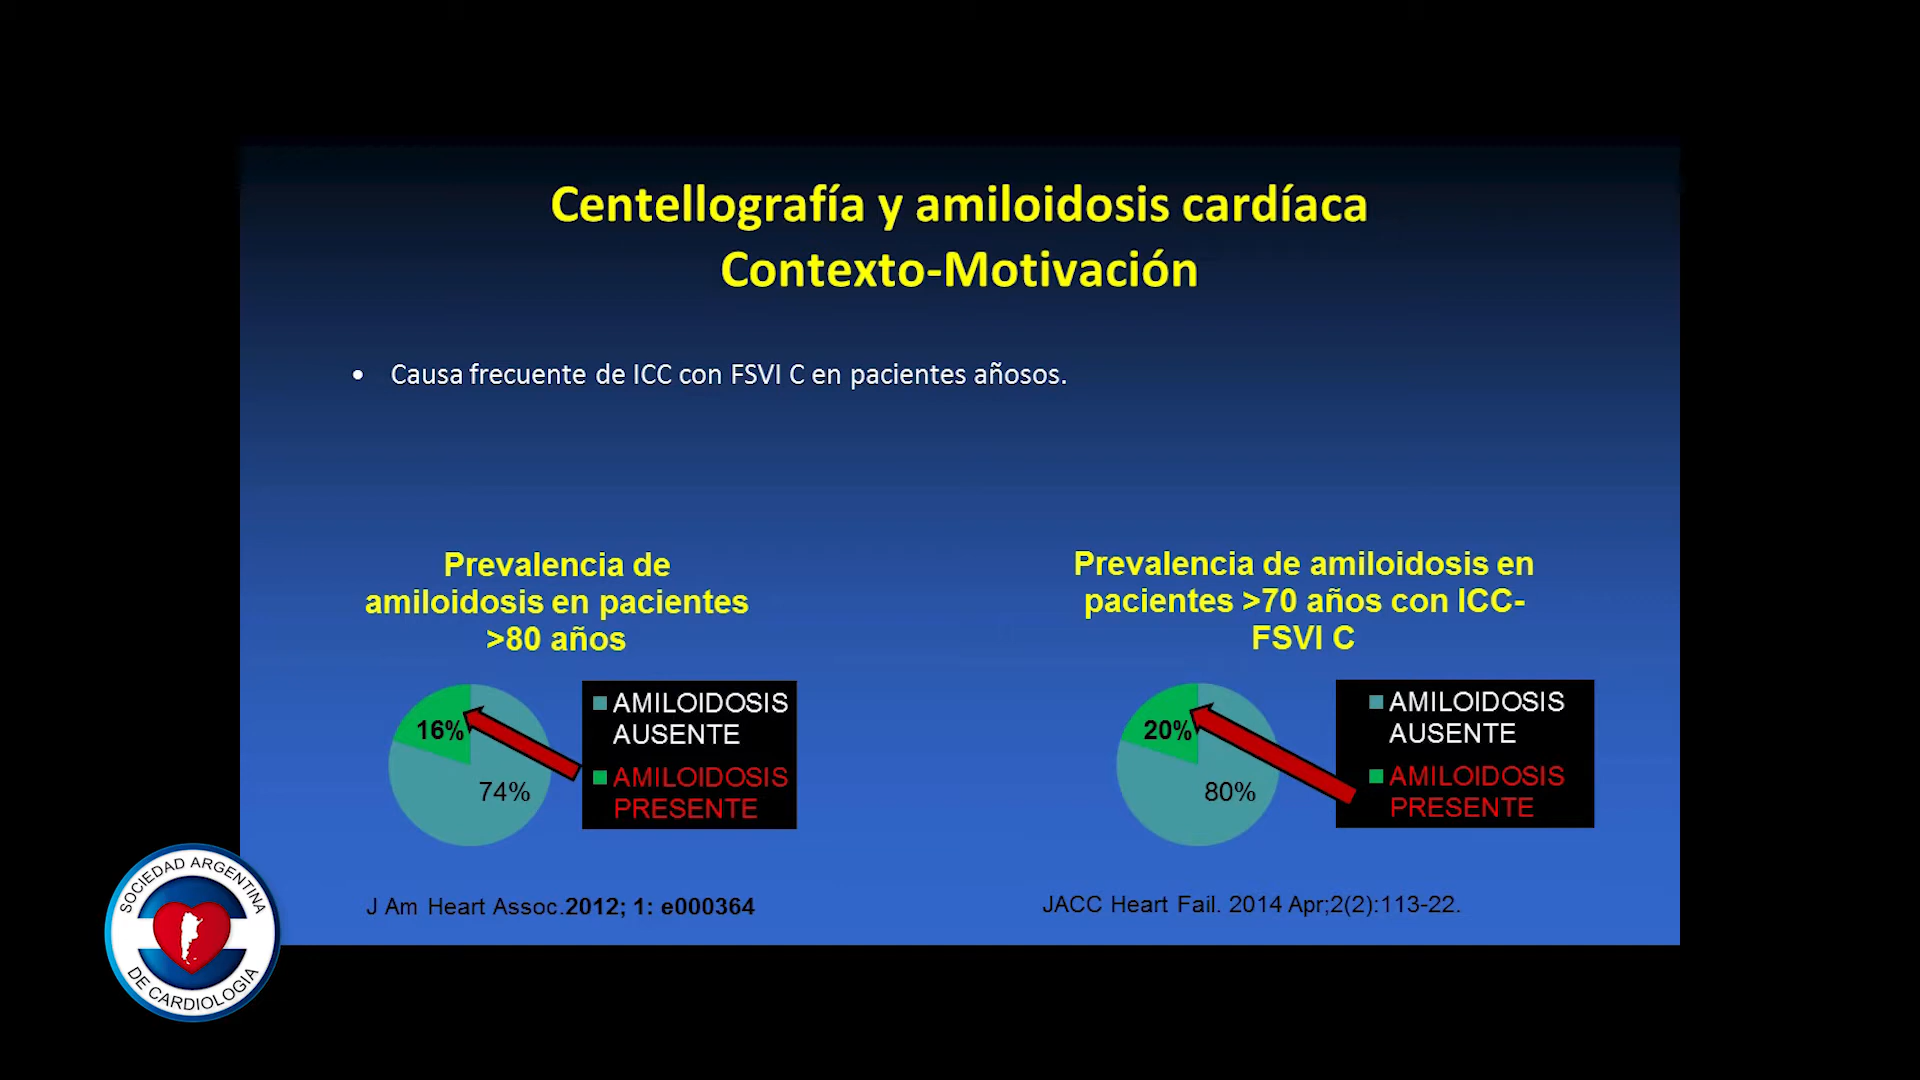 Centellografía y amiloidosis cardíaca
Contexto-Motivación
• Causa frecuente de ICC con FSVI C en pacientes añosos.
Prevalencia de
amiloidosis en pacientes
>80 años
16%
74%
AMILOIDOSIS
AUSENTE
AMILOIDOSIS
PRESENTE
J Am Heart Assoc.2012; 1: e000364
Prevalencia de amiloidosis en
pacientes >70 años con ICC-
FSVI C
20%
80%
AMILOIDOSIS
AUSENTE
AMILOIDOSIS
PRESENTE
JACC Heart Fail. 2014 Apr;2(2):113-22.
SOCIEDAD ARGENTINA
DE CARDIOLOGIA